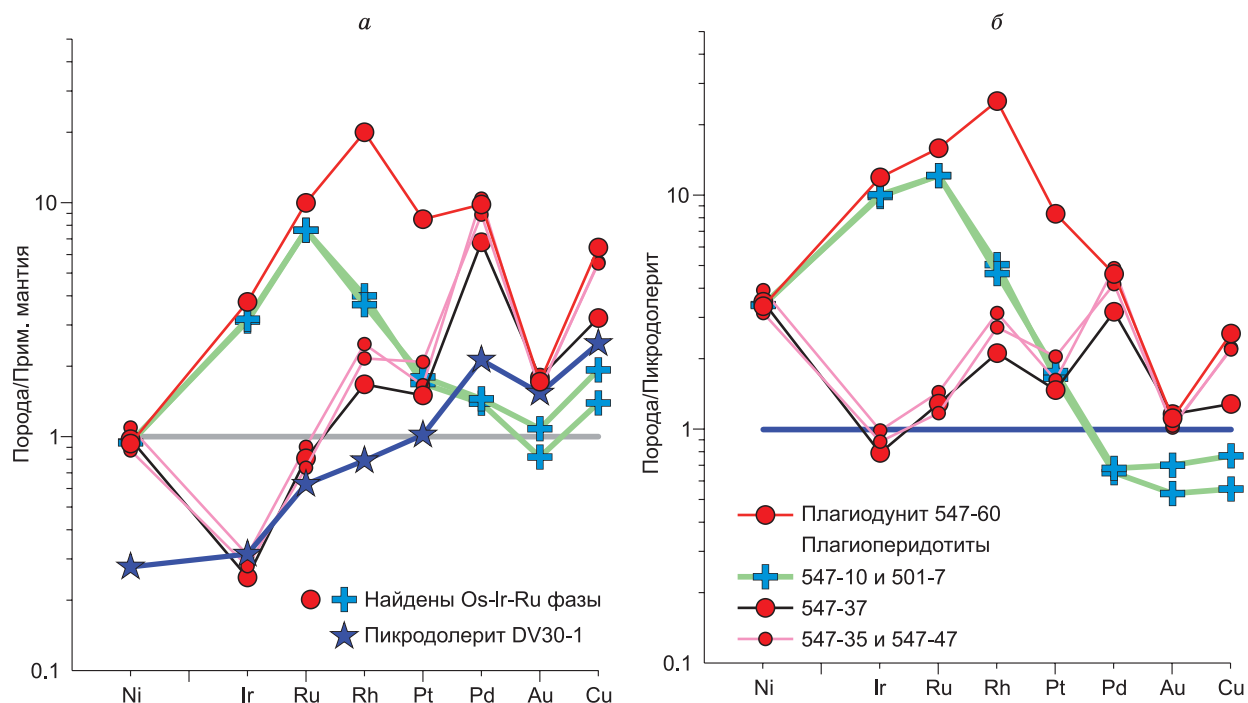 а
Порода/Прим. мантия
10
1
0.1
Ni Ir Ru Rh Pt Pd Au Cu
Найдены Os-Ir-Ru фазы
Пикродолерит DV30-1
б
Порода/Пикродолерит
10
1
0.1
Ni Ir Ru Rh Pt Pd Au Cu
Плагиодунит 547-60
Плагиоперидотиты
547-10 и 501-7
547-37
547-35 и 547-47